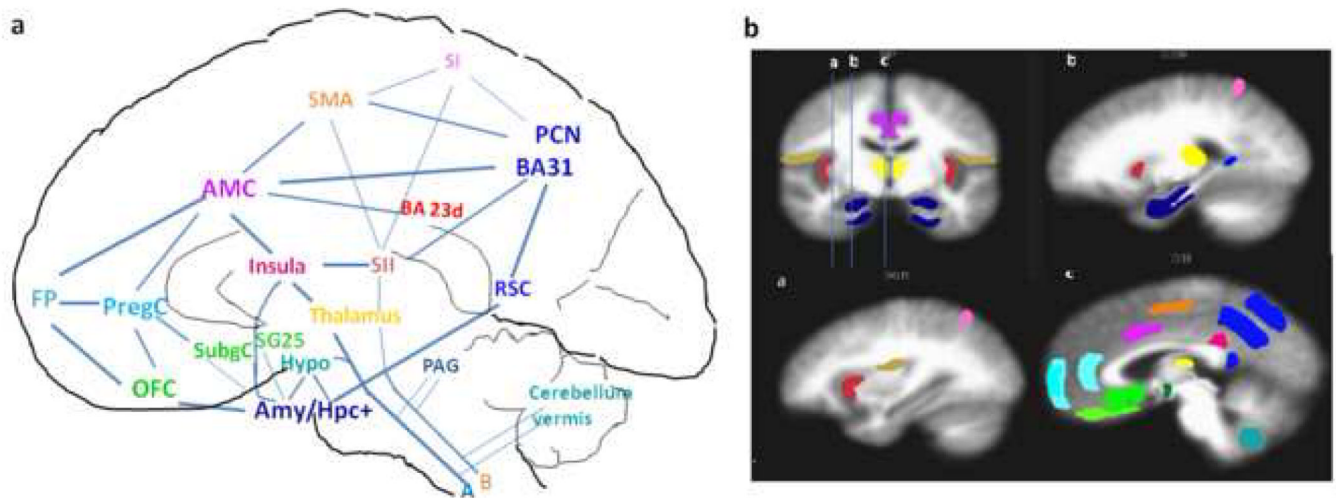 a
SI
SMA
PCN
BA31
AMC
BA 23d
Insula
SII
RSC
FP
PregC
Thalamus
SG25
SubgC
Hypo
PAG
OFC
Amy/Hpc+
Cerebellum
vermis
B
A
b
a b c
b
a
c